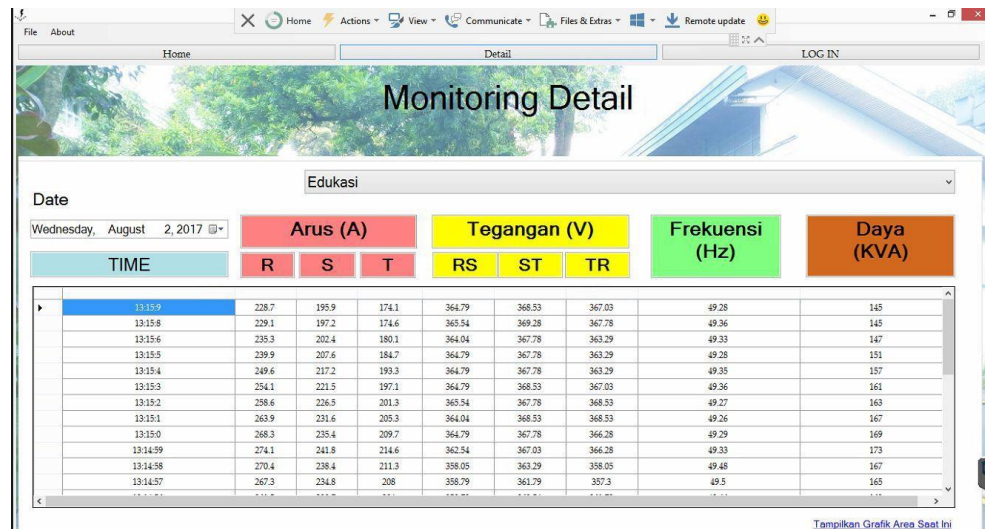 Home Actions View Communicate Files & Extras Remote update
File About
Home Detail LOG IN
Monitoring Detail
Edukasi
Date
Wednesday, August 2, 2017
Arus (A) Tegangan (V) Frekuensi (Hz) Daya (KVA)
TIME R S T RS ST TR
13:15:9 228.7 195.9 174.1 364.79 368.53 367.03 49.28 145
13:15:8 229.1 197.2 174.6 365.54 369.28 367.78 49.36 145
13:15:6 235.3 202.4 180.1 364.04 367.78 363.29 49.33 147
13:15:5 239.9 207.6 184.7 364.79 367.78 363.29 49.28 151
13:15:4 249.6 217.2 193.3 364.79 367.78 363.29 49.35 157
13:15:3 254.1 221.5 197.1 364.79 368.53 367.03 49.36 161
13:15:2 258.6 226.5 201.3 365.54 367.78 368.53 49.27 163
13:15:1 263.9 231.6 205.3 364.04 368.53 368.53 49.26 167
13:15:0 268.3 235.4 209.7 364.79 367.78 366.28 49.29 169
13:14:59 274.1 241.8 214.6 362.54 367.03 366.28 49.33 173
13:14:58 270.4 238.4 211.3 358.05 363.29 358.05 49.48 167
13:14:57 267.3 234.8 208 358.79 361.79 357.3 49.5 165
Tampilkan Grafik Area Saat Ini